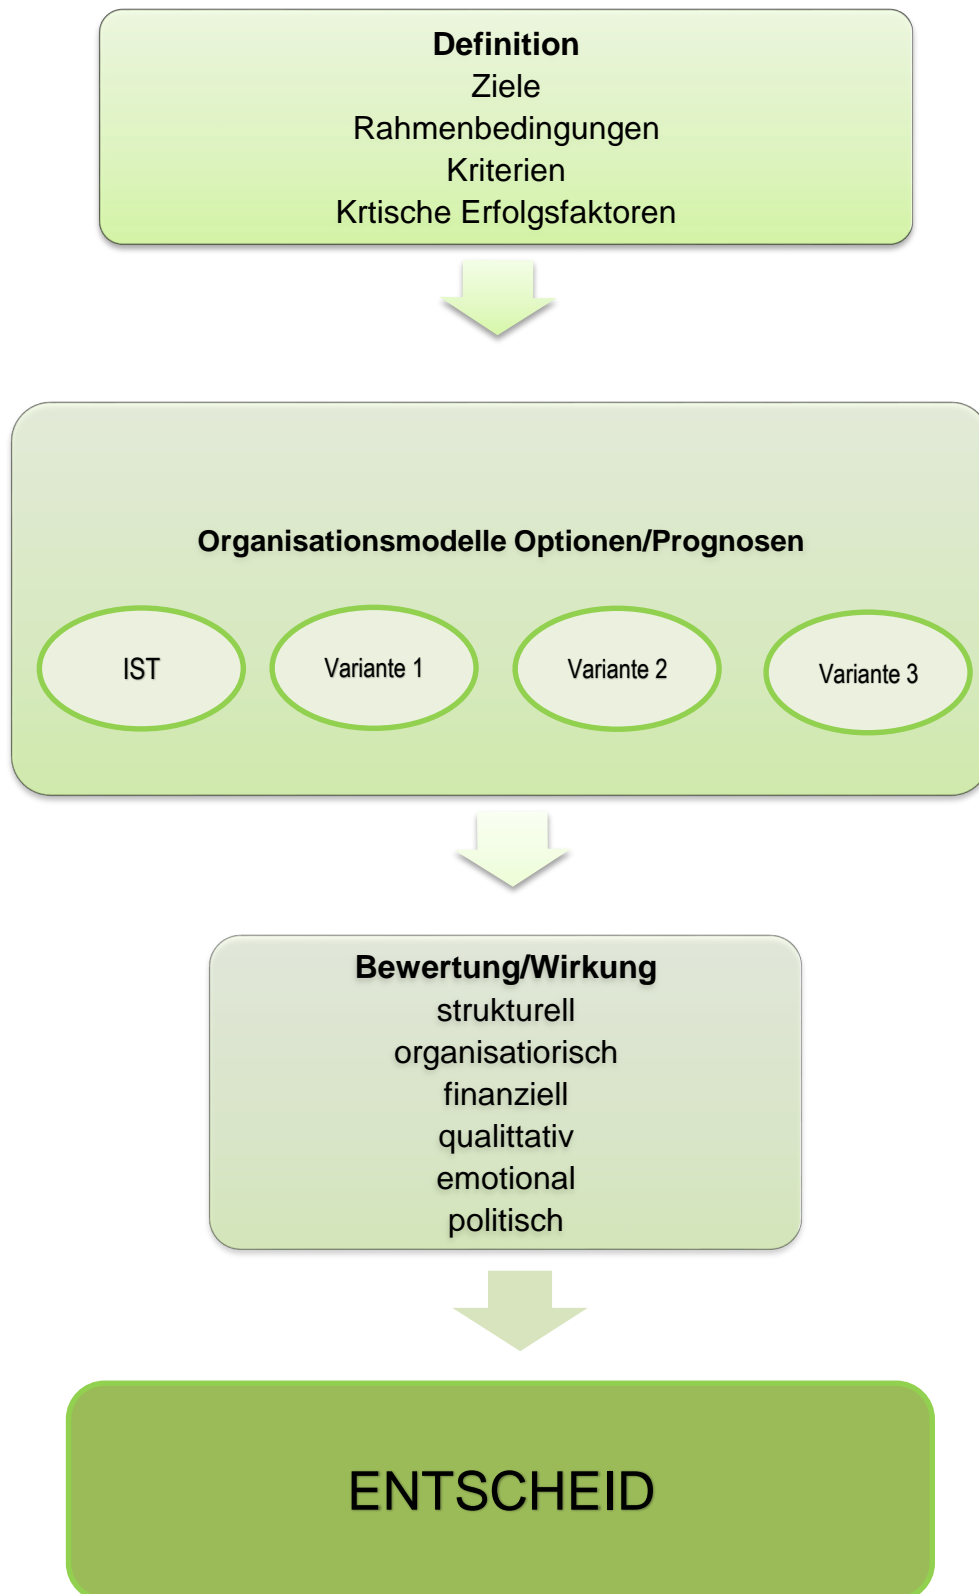 Definition
Ziele
Rahmenbedingungen
Kriterien
Krtische Erfolgsfaktoren
Organisationsmodelle Optionen/Prognosen
IST
Variante 1
Variante 2
Variante 3
Bewertung/Wirkung
strukturell
organisatiorisch
finanziell
qualittativ
emotional
politisch
ENTSCHEID